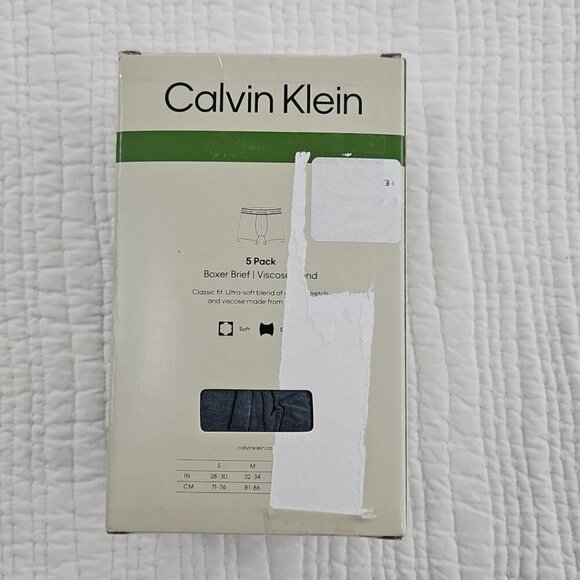 Calvin Klein
5 Pack
Boxer Brief | Viscose
Classic fit. Ultra-soft blend of
and viscose made from
Soft
calvinklein.co
S M
IN 28-30 32-34
CM 71-76 81-86